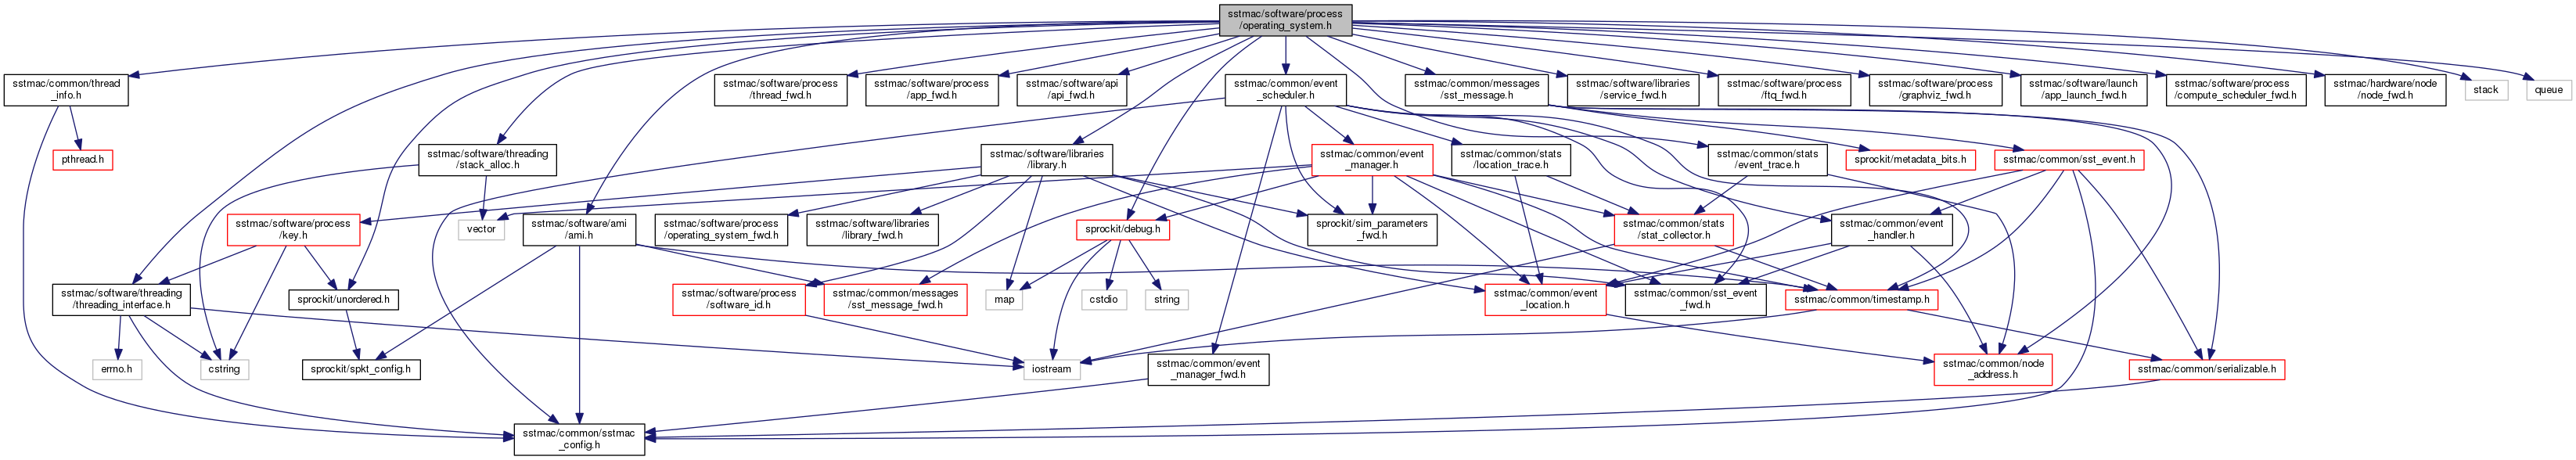 sstmac/software/process
/operating_system.h
sstmac/common/thread
_info.h
sstmac/software/process
/thread_fwd.h
sstmac/software/process
/app_fwd.h
sstmac/software/api
/api_fwd.h
sstmac/common/event
_scheduler.h
sstmac/common/messages
/sst_message.h
sstmac/software/libraries
/service_fwd.h
sstmac/software/process
/ftq_fwd.h
sstmac/software/process
/graphviz_fwd.h
sstmac/software/launch
/app_launch_fwd.h
sstmac/software/process
/compute_scheduler_fwd.h
sstmac/hardware/node
/node_fwd.h
stack
queue
pthread.h
sstmac/software/threading
/stack_alloc.h
sstmac/software/libraries
/library.h
sstmac/common/event
_manager.h
sstmac/common/stats
/location_trace.h
sstmac/common/stats
/event_trace.h
sprockit/metadata_bits.h
sstmac/common/sst_event.h
sstmac/software/process
/key.h
vector
sstmac/software/ami
/ami.h
sstmac/software/process
/operating_system_fwd.h
sstmac/software/libraries
/library_fwd.h
sprockit/debug.h
sprockit/sim_parameters
_fwd.h
sstmac/common/stats
/stat_collector.h
sstmac/common/event
_handler.h
sstmac/software/threading
/threading_interface.h
sprockit/unordered.h
sstmac/software/process
/software_id.h
sstmac/common/messages
/sst_message_fwd.h
map
cstdio
string
sstmac/common/event
_location.h
sstmac/common/sst_event
_fwd.h
sstmac/common/timestamp.h
errno.h
cstring
sprockit/spkt_config.h
iostream
sstmac/common/event
_manager_fwd.h
sstmac/common/node
_address.h
sstmac/common/serializable.h
sstmac/common/sstmac
_config.h